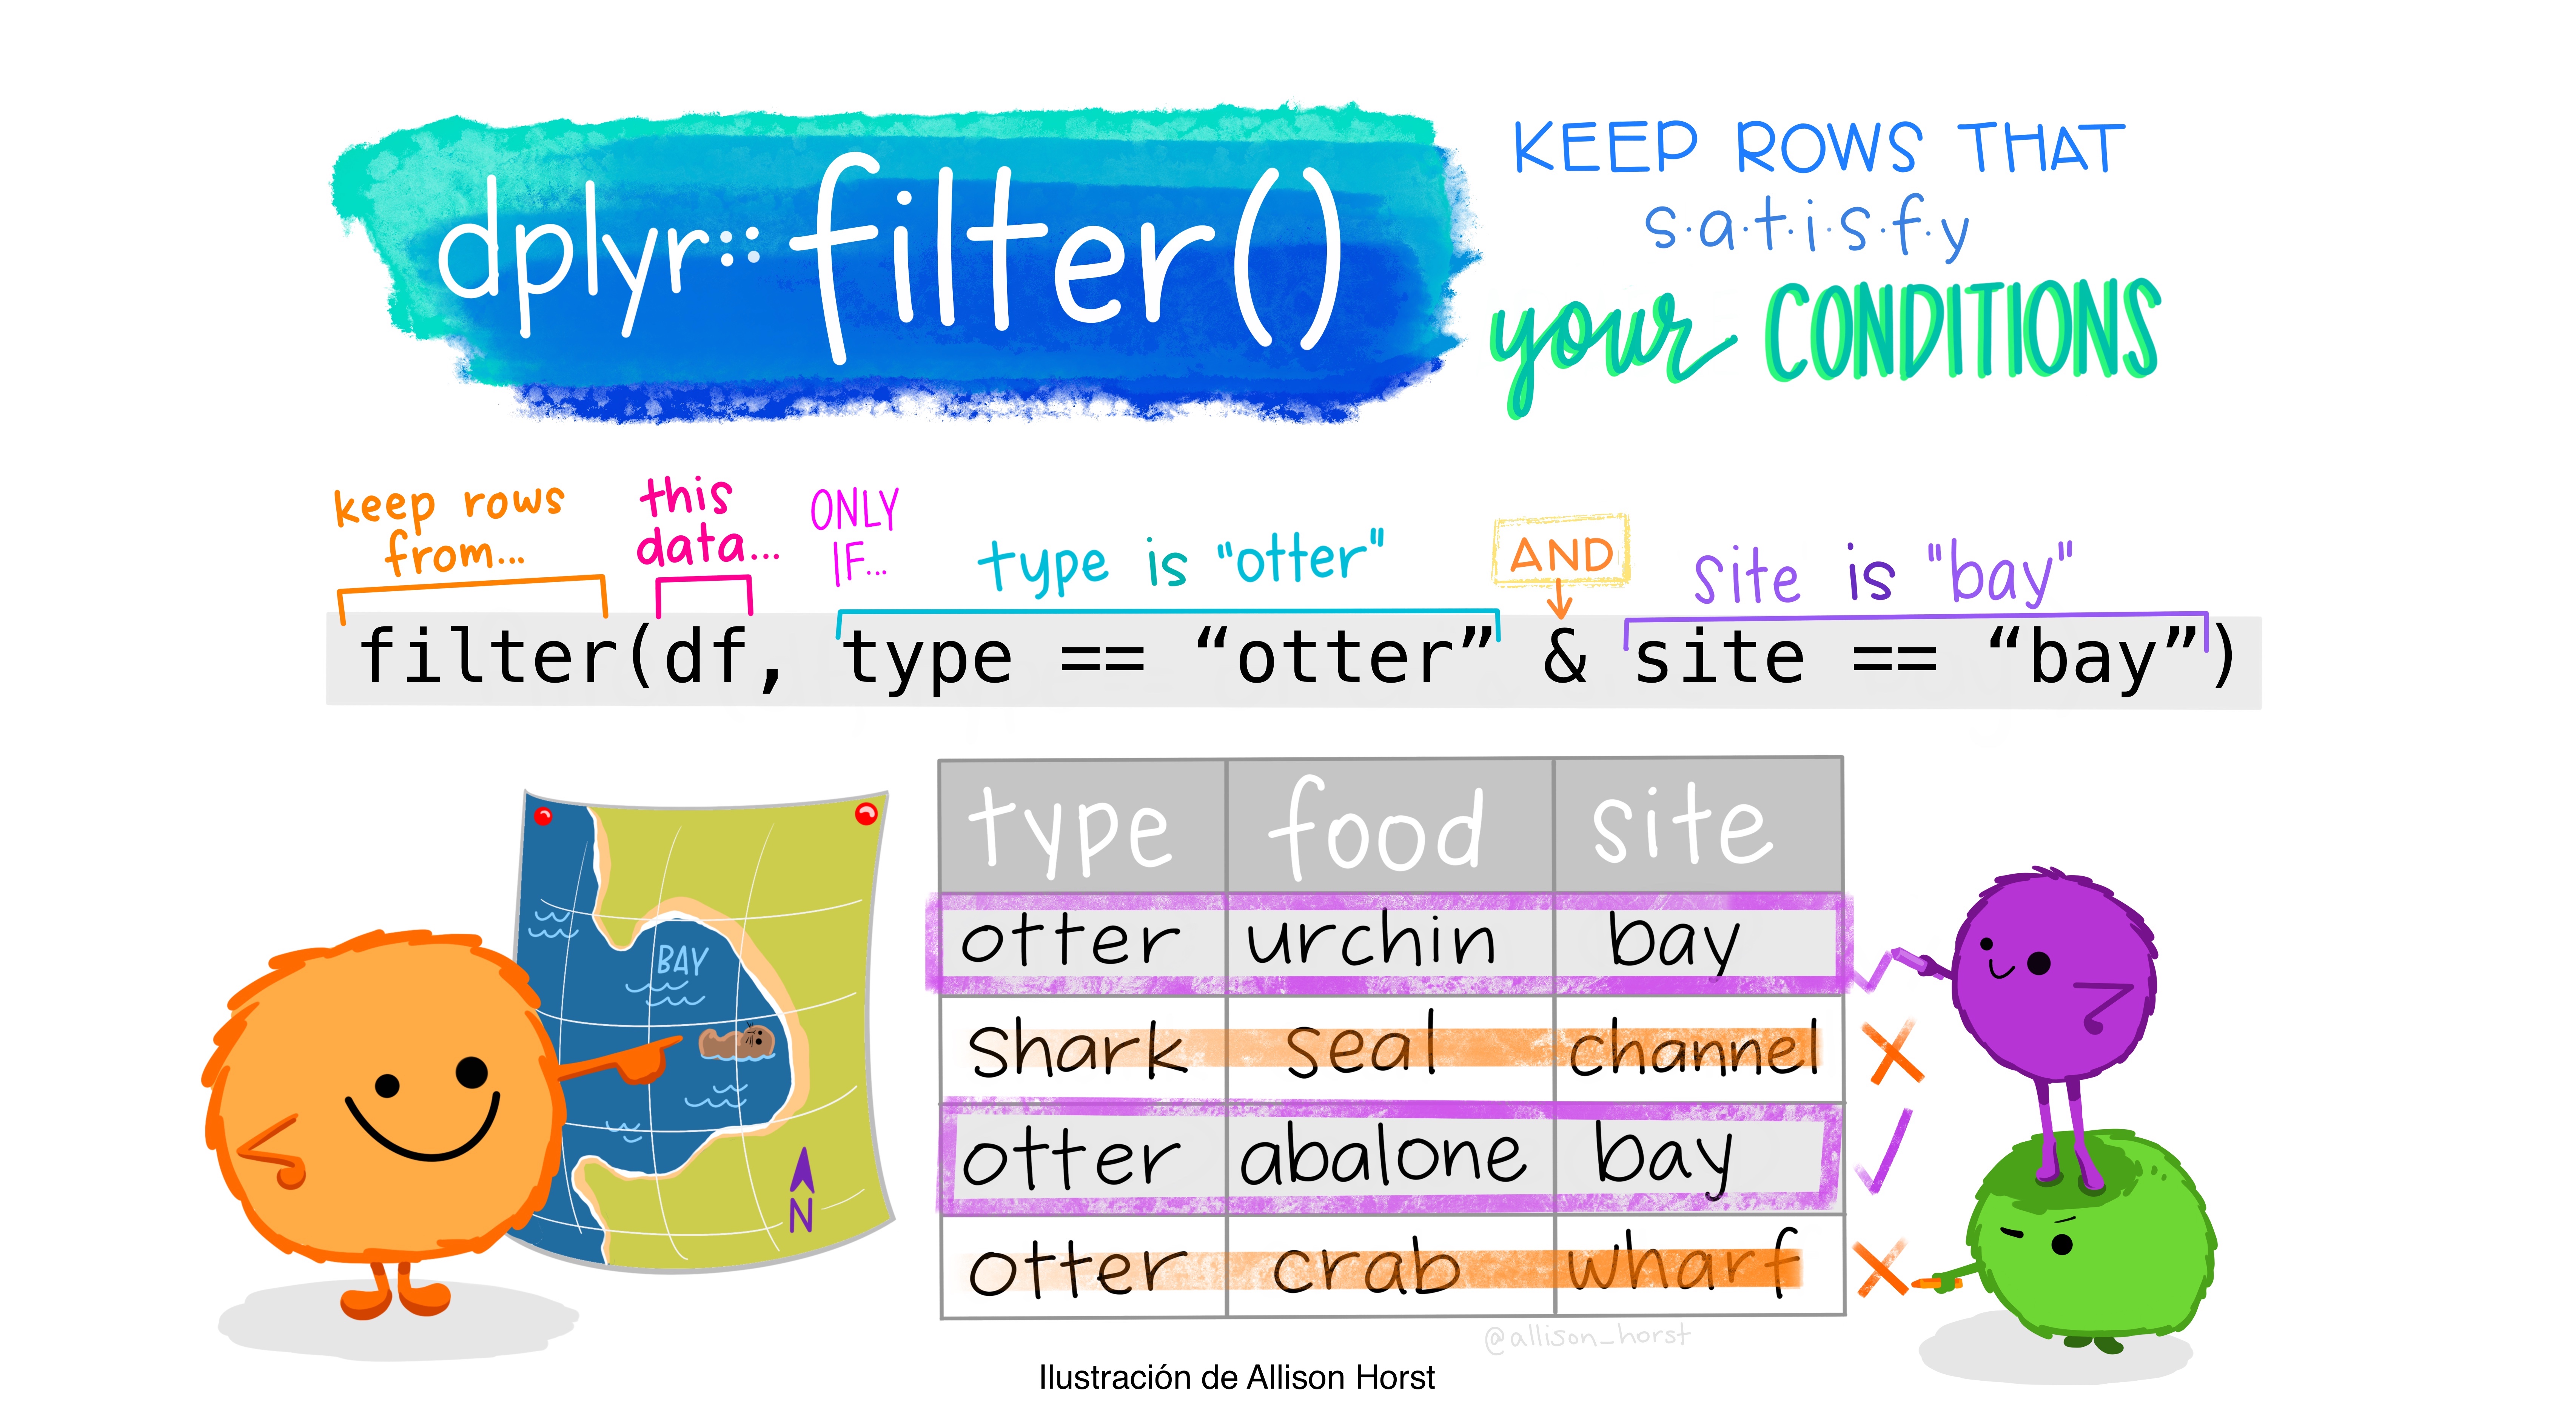 dplyr::filter()
KEEP ROWS THAT
s.a.t.i.s.f.y
your CONDITIONS
keep rows
from...
this
data...
ONLY
IF...
type is "otter"
AND
site is "bay"
filter(df, type == “otter” & site == “bay”)
type food site
otter urchin bay
shark seal channel
otter abalone bay
otter crab wharf
BAY
N
@allison_horst
Ilustración de Allison Horst